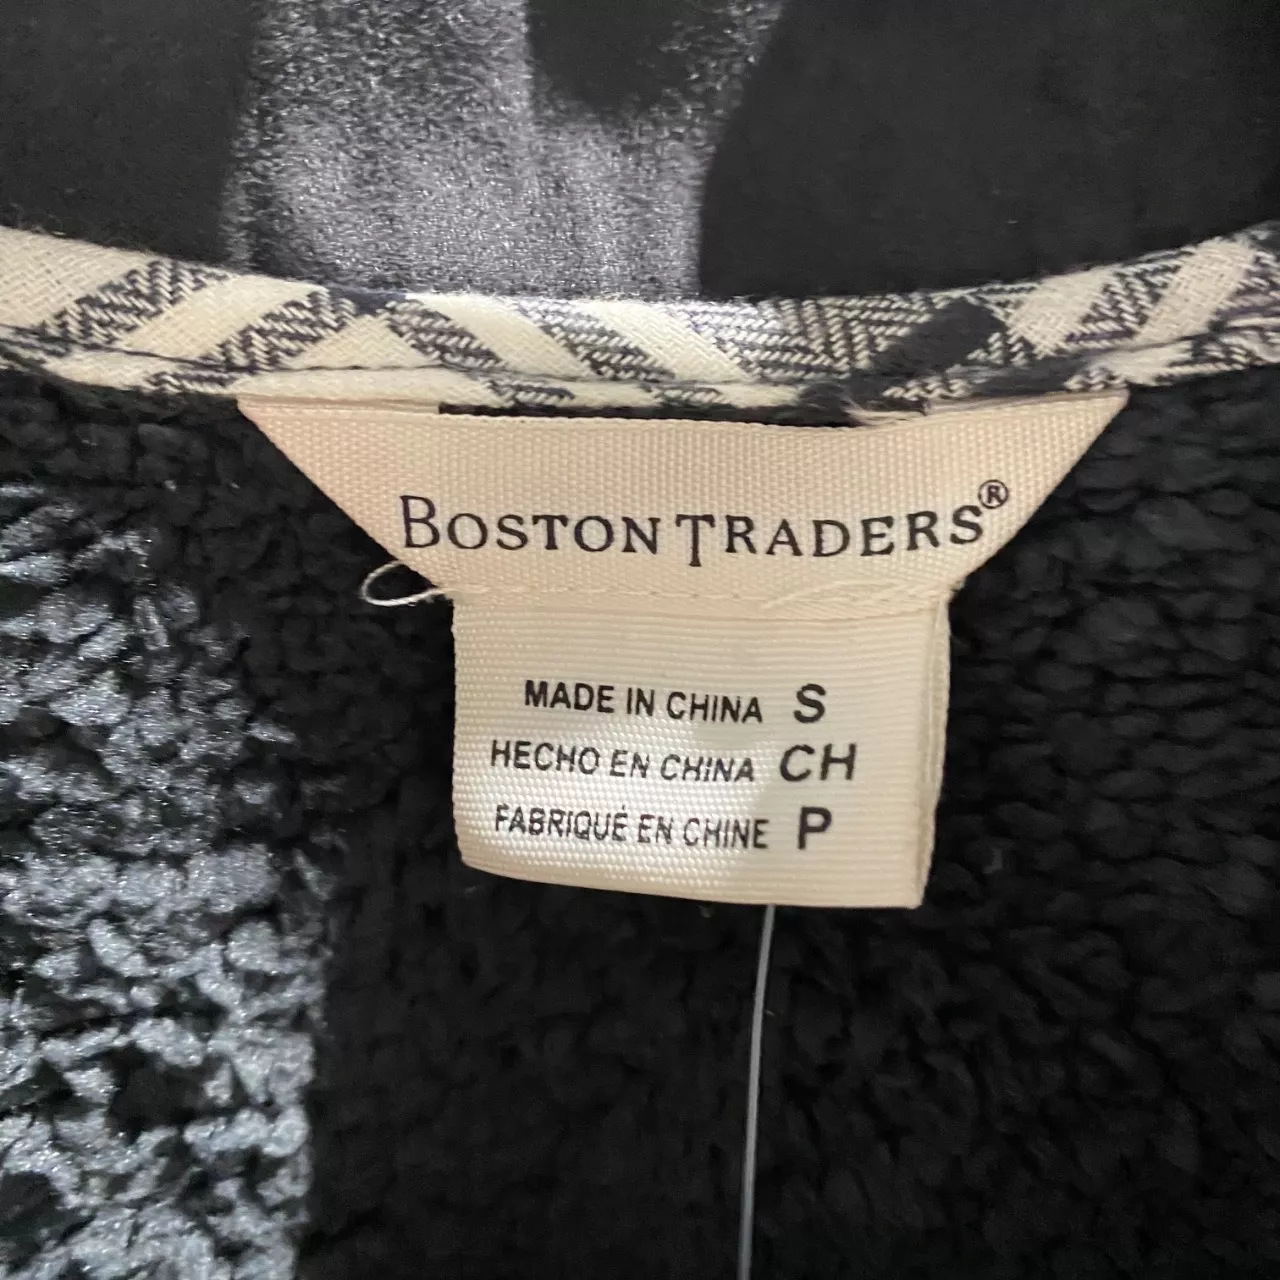 BOSTON TRADERS®
MADE IN CHINA S
HECHO EN CHINA CH
FABRIQUÉ EN CHINE P